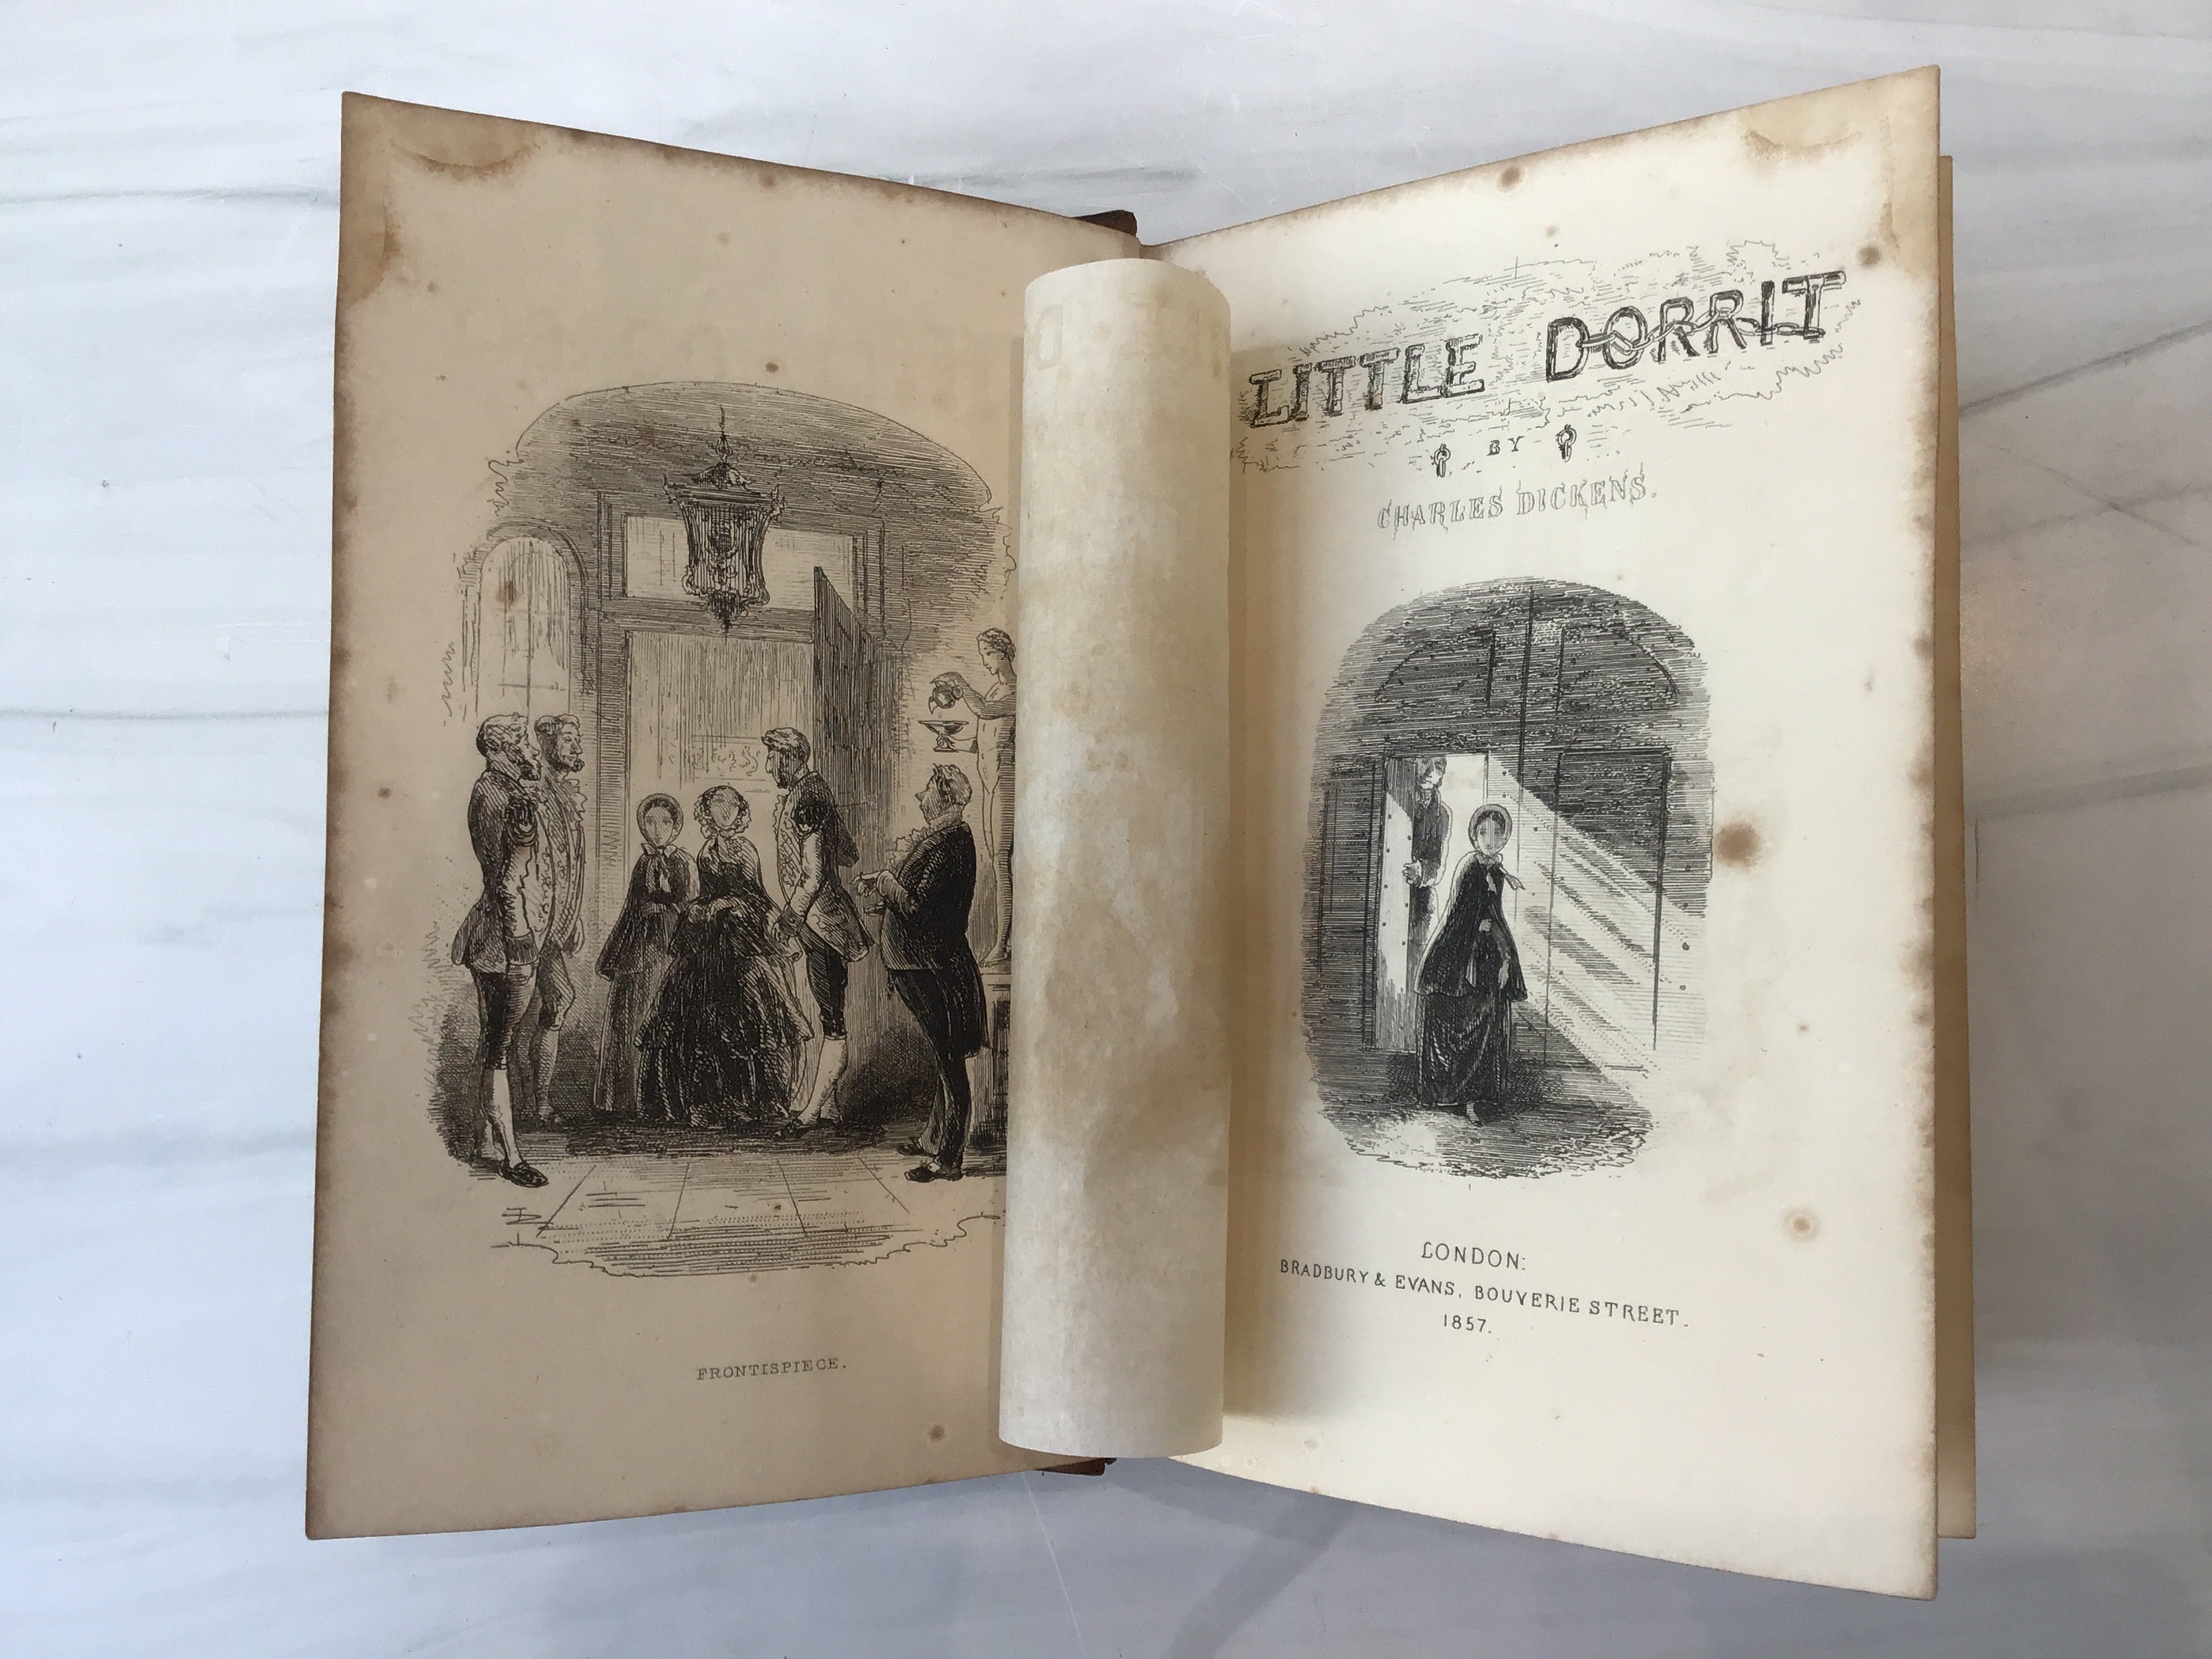 FRONTISPIECE.
LITTLE DORRIT
BY
CHARLES DICKENS.
LONDON:
BRADBURY & EVANS, BOUVERIE STREET.
1857.